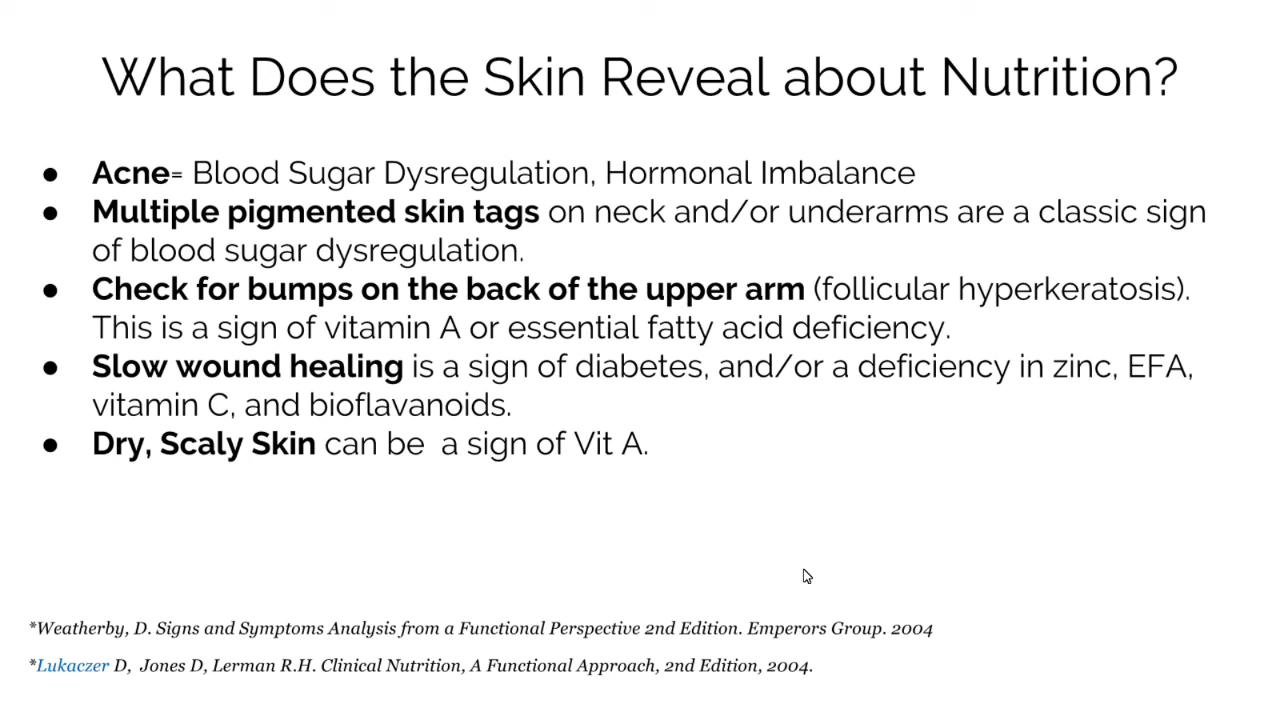 What Does the Skin Reveal about Nutrition?
● Acne= Blood Sugar Dysregulation, Hormonal Imbalance
● Multiple pigmented skin tags on neck and/or underarms are a classic sign
of blood sugar dysregulation.
● Check for bumps on the back of the upper arm (follicular hyperkeratosis).
This is a sign of vitamin A or essential fatty acid deficiency.
● Slow wound healing is a sign of diabetes, and/or a deficiency in zinc, EFA,
vitamin C, and bioflavanoids.
● Dry, Scaly Skin can be  a sign of Vit A.
*Weatherby, D. Signs and Symptoms Analysis from a Functional Perspective 2nd Edition. Emperors Group. 2004
*Lukaczer D,  Jones D, Lerman R.H. Clinical Nutrition, A Functional Approach, 2nd Edition, 2004.